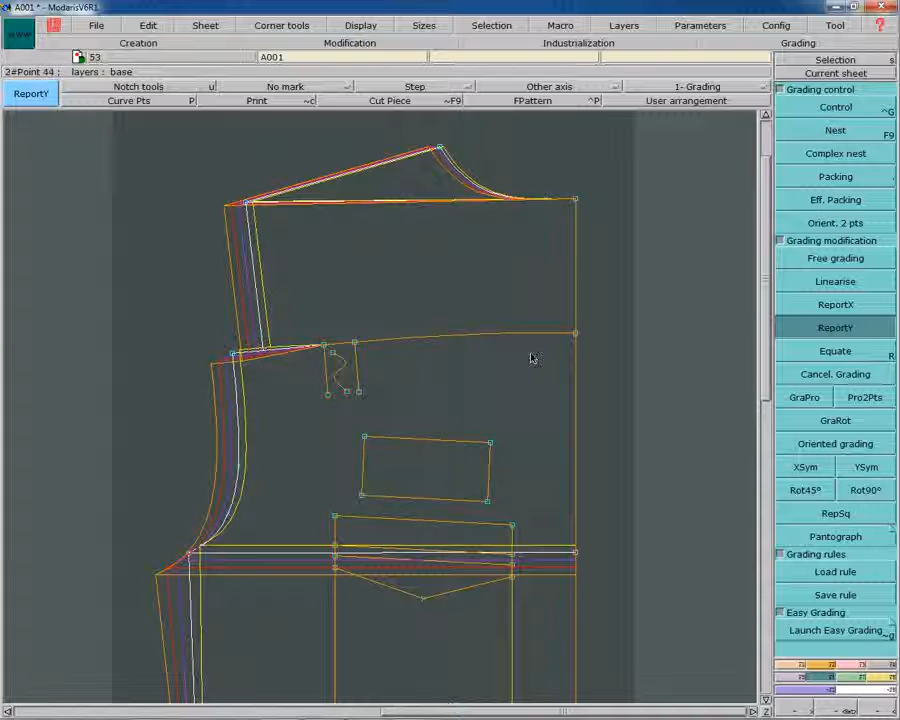 A001 * - ModarisV6R1
File Edit Sheet Corner tools Display Sizes Selection Macro Layers Parameters Config Tool ?
Creation Modification Industrialization Grading
53 A001
2#Point 44 ; layers : base
Selection s
Current sheet
ReportY
Notch tools u No mark Step Other axis 1- Grading
Curve Pts P Print ~c Cut Piece ~F9 FPattern ^P User arrangement
Grading control
Control ^G
Nest F9
Complex nest
Packing .
Eff. Packing
Orient. 2 pts
Grading modification
Free grading
Linearise
ReportX
ReportY
Equate R
Cancel. Grading
GraPro Pro2Pts
GraRot
Oriented grading
XSym YSym
Rot45° Rot90°
RepSq
Pantograph
Grading rules
Load rule
Save rule
Easy Grading
Launch Easy Grading ~g
Z